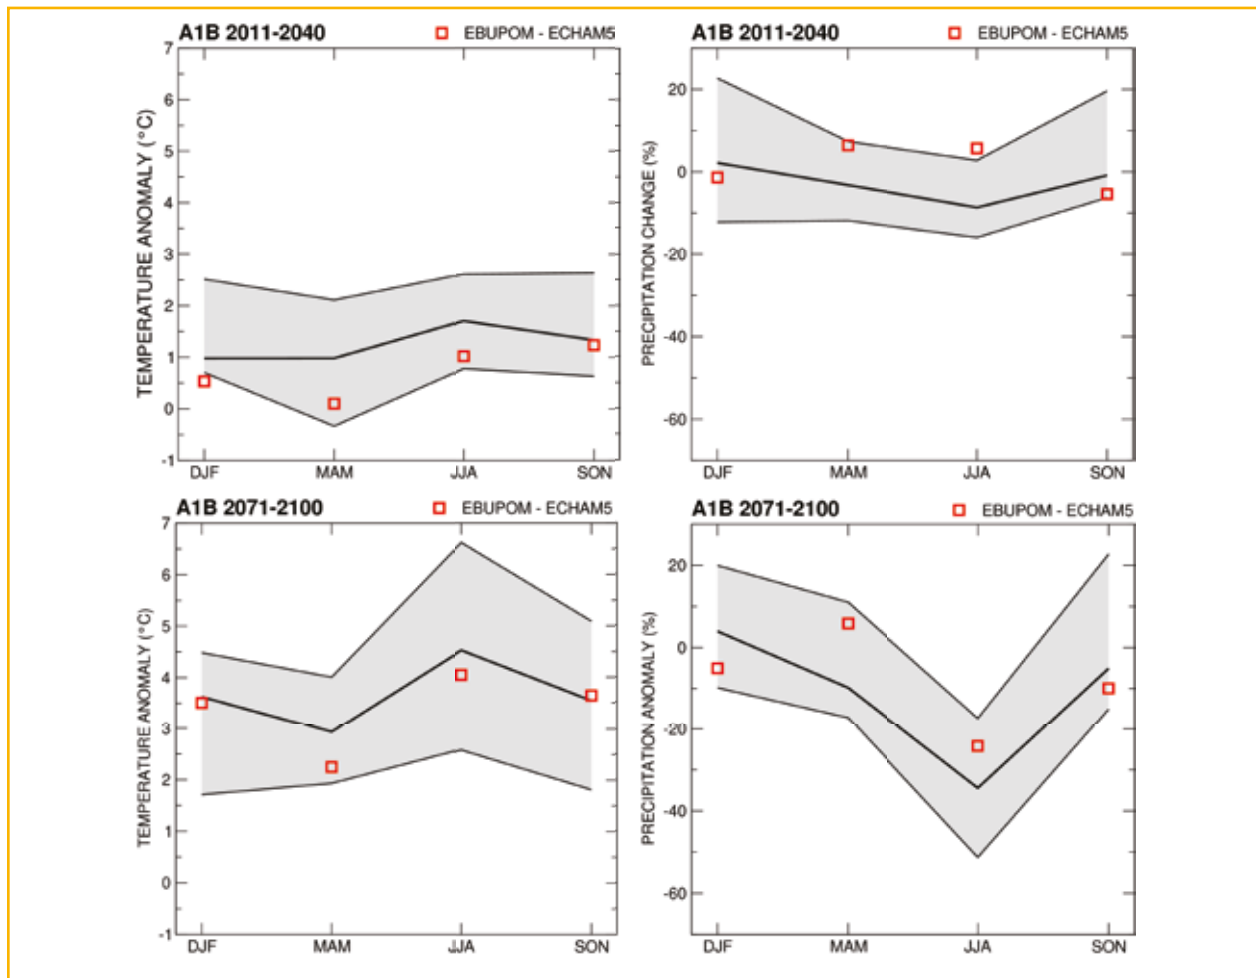 A1B 2011-2040 EBUPOM - ECHAM5
TEMPERATURE ANOMALY (°C)
7
6
5
4
3
2
1
0
-1
DJF MAM JJA SON
A1B 2011-2040 EBUPOM - ECHAM5
PRECIPITATION CHANGE (%)
20
0
-20
-40
-60
DJF MAM JJA SON
A1B 2071-2100 EBUPOM - ECHAM5
TEMPERATURE ANOMALY (°C)
7
6
5
4
3
2
1
0
-1
DJF MAM JJA SON
A1B 2071-2100 EBUPOM - ECHAM5
PRECIPITATION ANOMALY (%)
20
0
-20
-40
-60
DJF MAM JJA SON